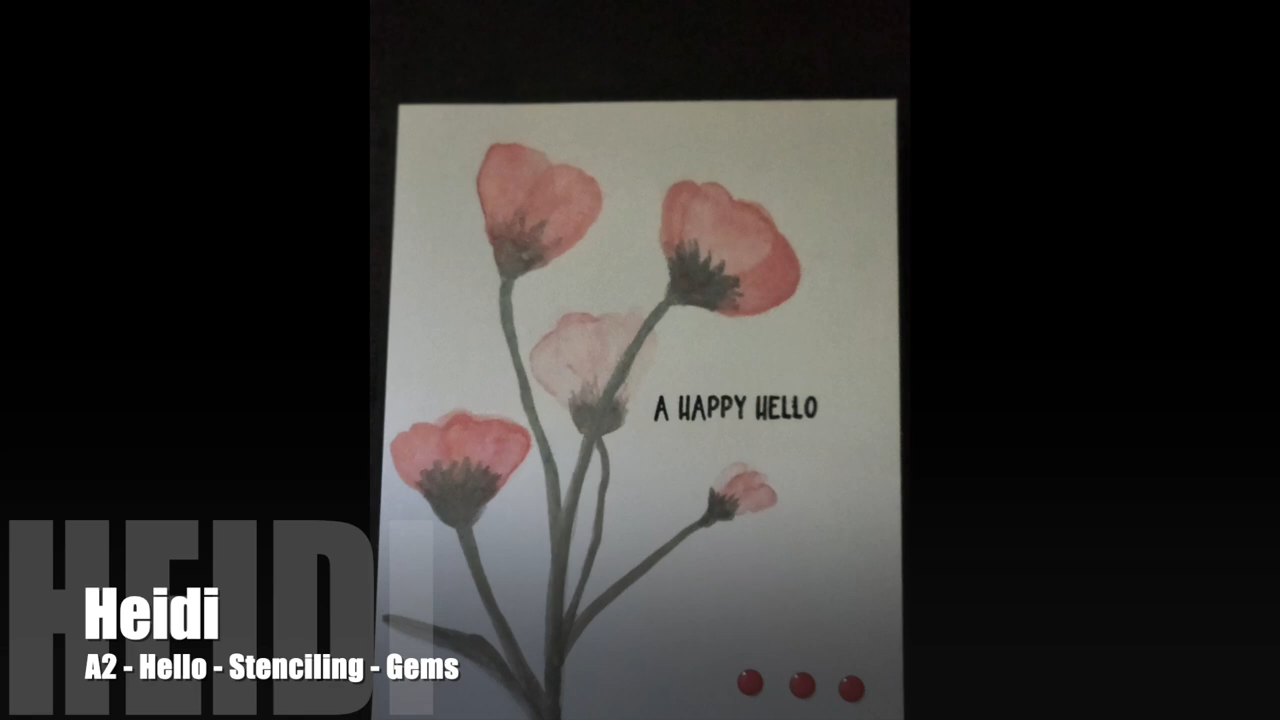 A HAPPY HELLO
HEIDI
Heidi
A2 - Hello - Stenciling - Gems